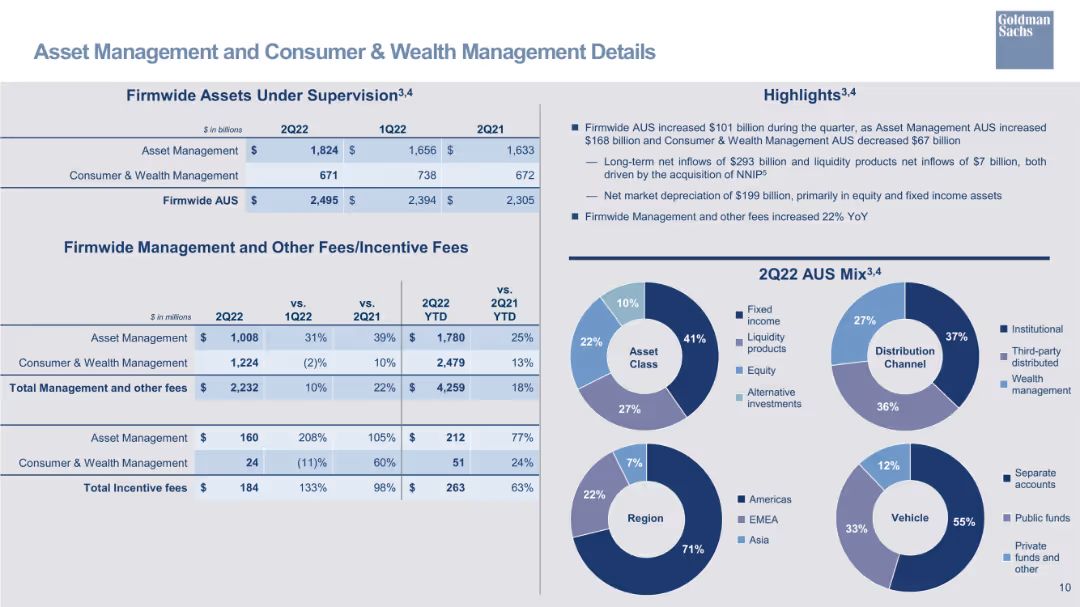 Goldman
Sachs
Asset Management and Consumer & Wealth Management Details
Firmwide Assets Under Supervision3,4
$ in billions 2Q22 1Q22 2Q21
Asset Management $ 1,824 $ 1,656 $ 1,633
Consumer & Wealth Management 671 738 672
Firmwide AUS $ 2,495 $ 2,394 $ 2,305
Firmwide Management and Other Fees/Incentive Fees
$ in millions 2Q22 vs. 1Q22 vs. 2Q21 2Q22 YTD vs. 2Q21 YTD
Asset Management $ 1,008 31% 39% $ 1,780 25%
Consumer & Wealth Management 1,224 (2)% 10% 2,479 13%
Total Management and other fees $ 2,232 10% 22% $ 4,259 18%
Asset Management $ 160 208% 105% $ 212 77%
Consumer & Wealth Management 24 (11)% 60% 51 24%
Total Incentive fees $ 184 133% 98% $ 263 63%
Highlights3,4
■ Firmwide AUS increased $101 billion during the quarter, as Asset Management AUS increased
$168 billion and Consumer & Wealth Management AUS decreased $67 billion
— Long-term net inflows of $293 billion and liquidity products net inflows of $7 billion, both
driven by the acquisition of NNIP5
— Net market depreciation of $199 billion, primarily in equity and fixed income assets
■ Firmwide Management and other fees increased 22% YoY
2Q22 AUS Mix3,4
Asset
Class
41%
27%
22%
10%
Fixed
income
Liquidity
products
Equity
Alternative
investments
Distribution
Channel
37%
36%
27%
Institutional
Third-party
distributed
Wealth
management
Region
71%
22%
7%
Americas
EMEA
Asia
Vehicle
55%
33%
12%
Separate
accounts
Public funds
Private
funds and
other
10